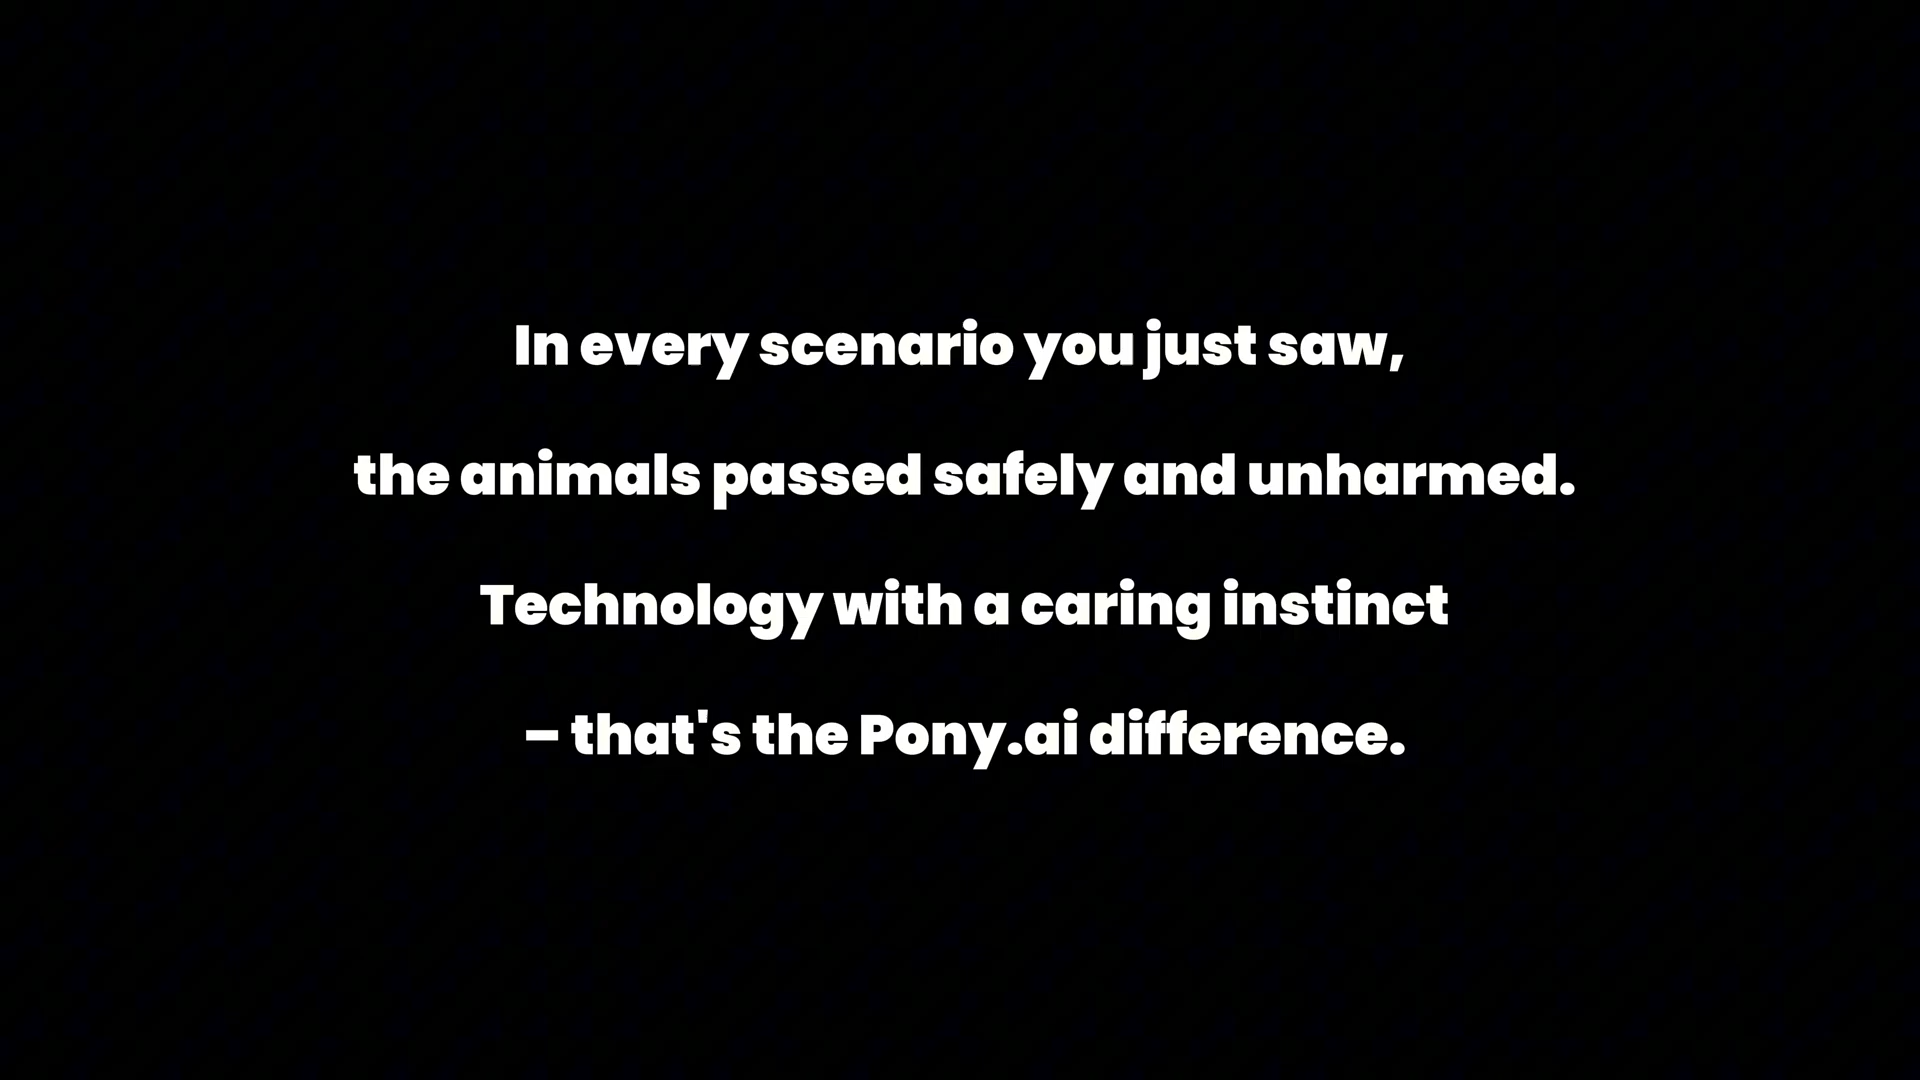 In every scenario you just saw,
the animals passed safely and unharmed.
Technology with a caring instinct
– that's the Pony.ai difference.